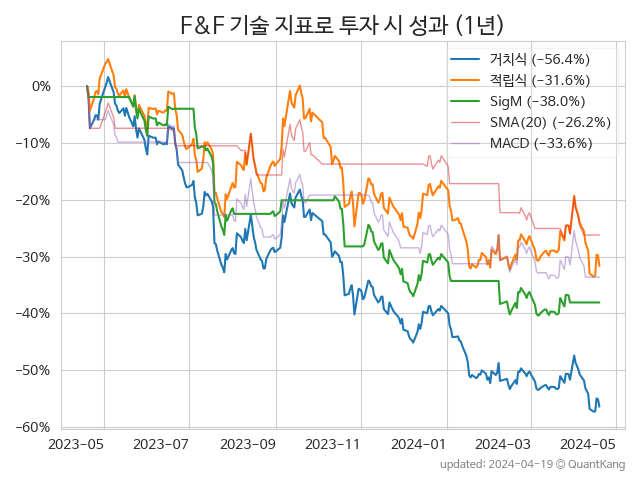 F&F 기술 지표로 투자 시 성과 (1년)
거치식 (−56.4%)
적립식 (−31.6%)
SigM (−38.0%)
SMA(20) (−26.2%)
MACD (−33.6%)
0%
−10%
−20%
−30%
−40%
−50%
−60%
2023-05 2023-07 2023-09 2023-11 2024-01 2024-03 2024-05
updated: 2024-04-19 © QuantKang